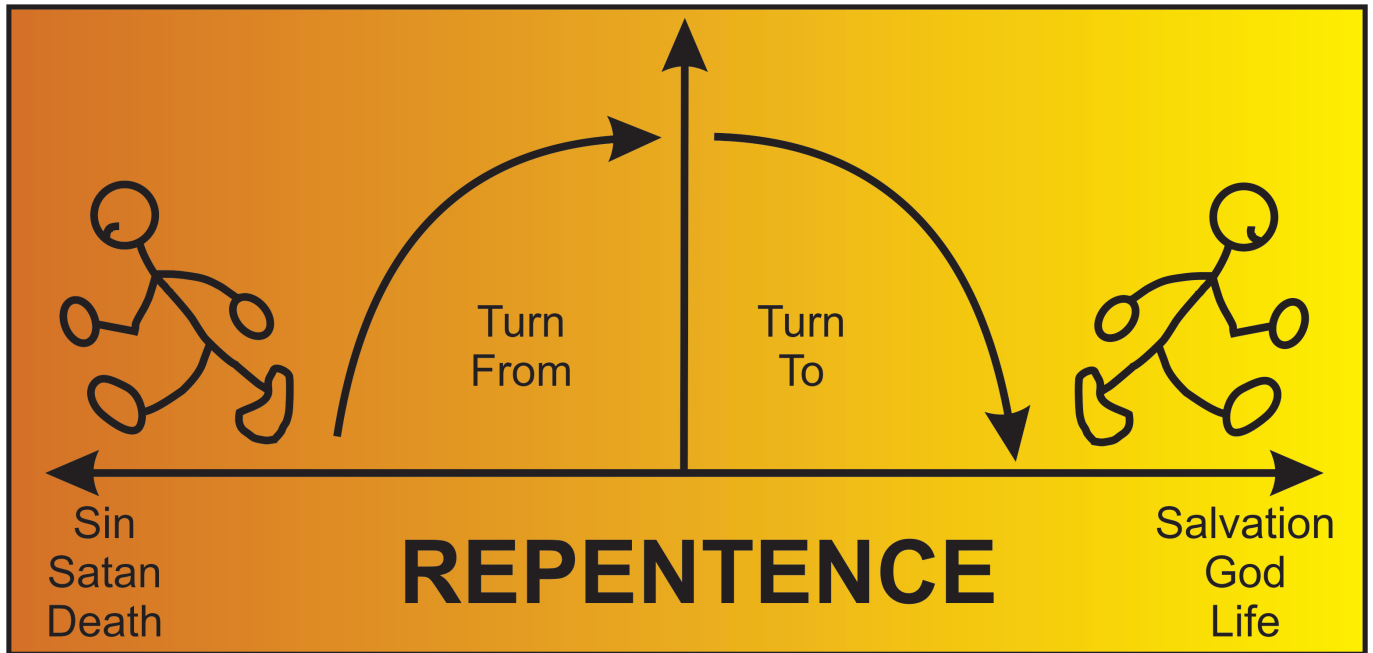 Turn
From
Turn
To
Sin
Satan
Death
REPENTENCE
Salvation
God
Life